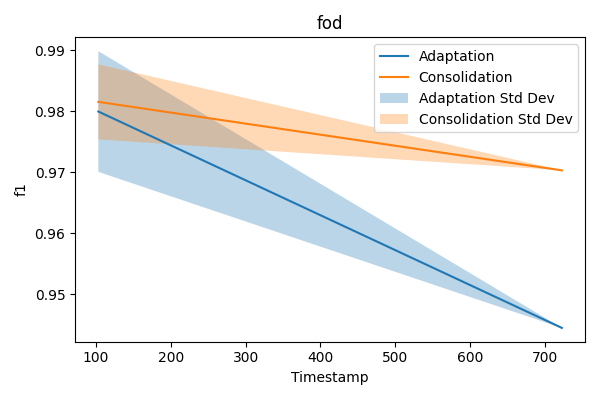 fod
Adaptation
Consolidation
Adaptation Std Dev
Consolidation Std Dev
f1
0.99
0.98
0.97
0.96
0.95
100 200 300 400 500 600 700
Timestamp